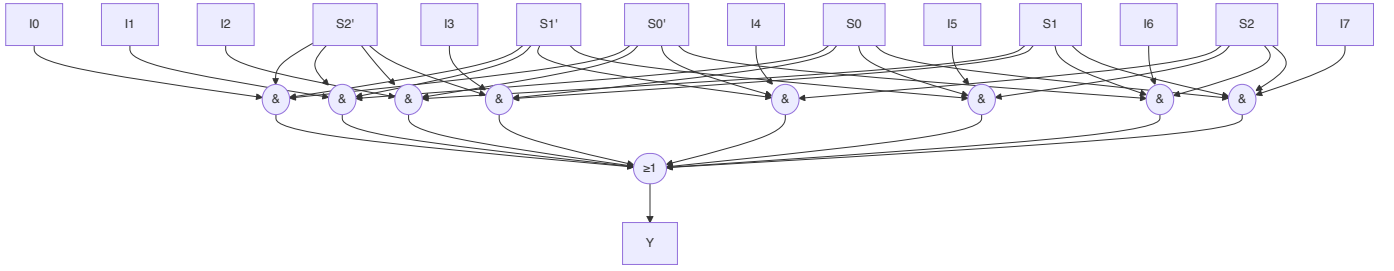 I0 I1 I2 S2' I3 S1' S0' I4 S0 I5 S1 I6 S2 I7
& & & & & & & &
≥1
Y